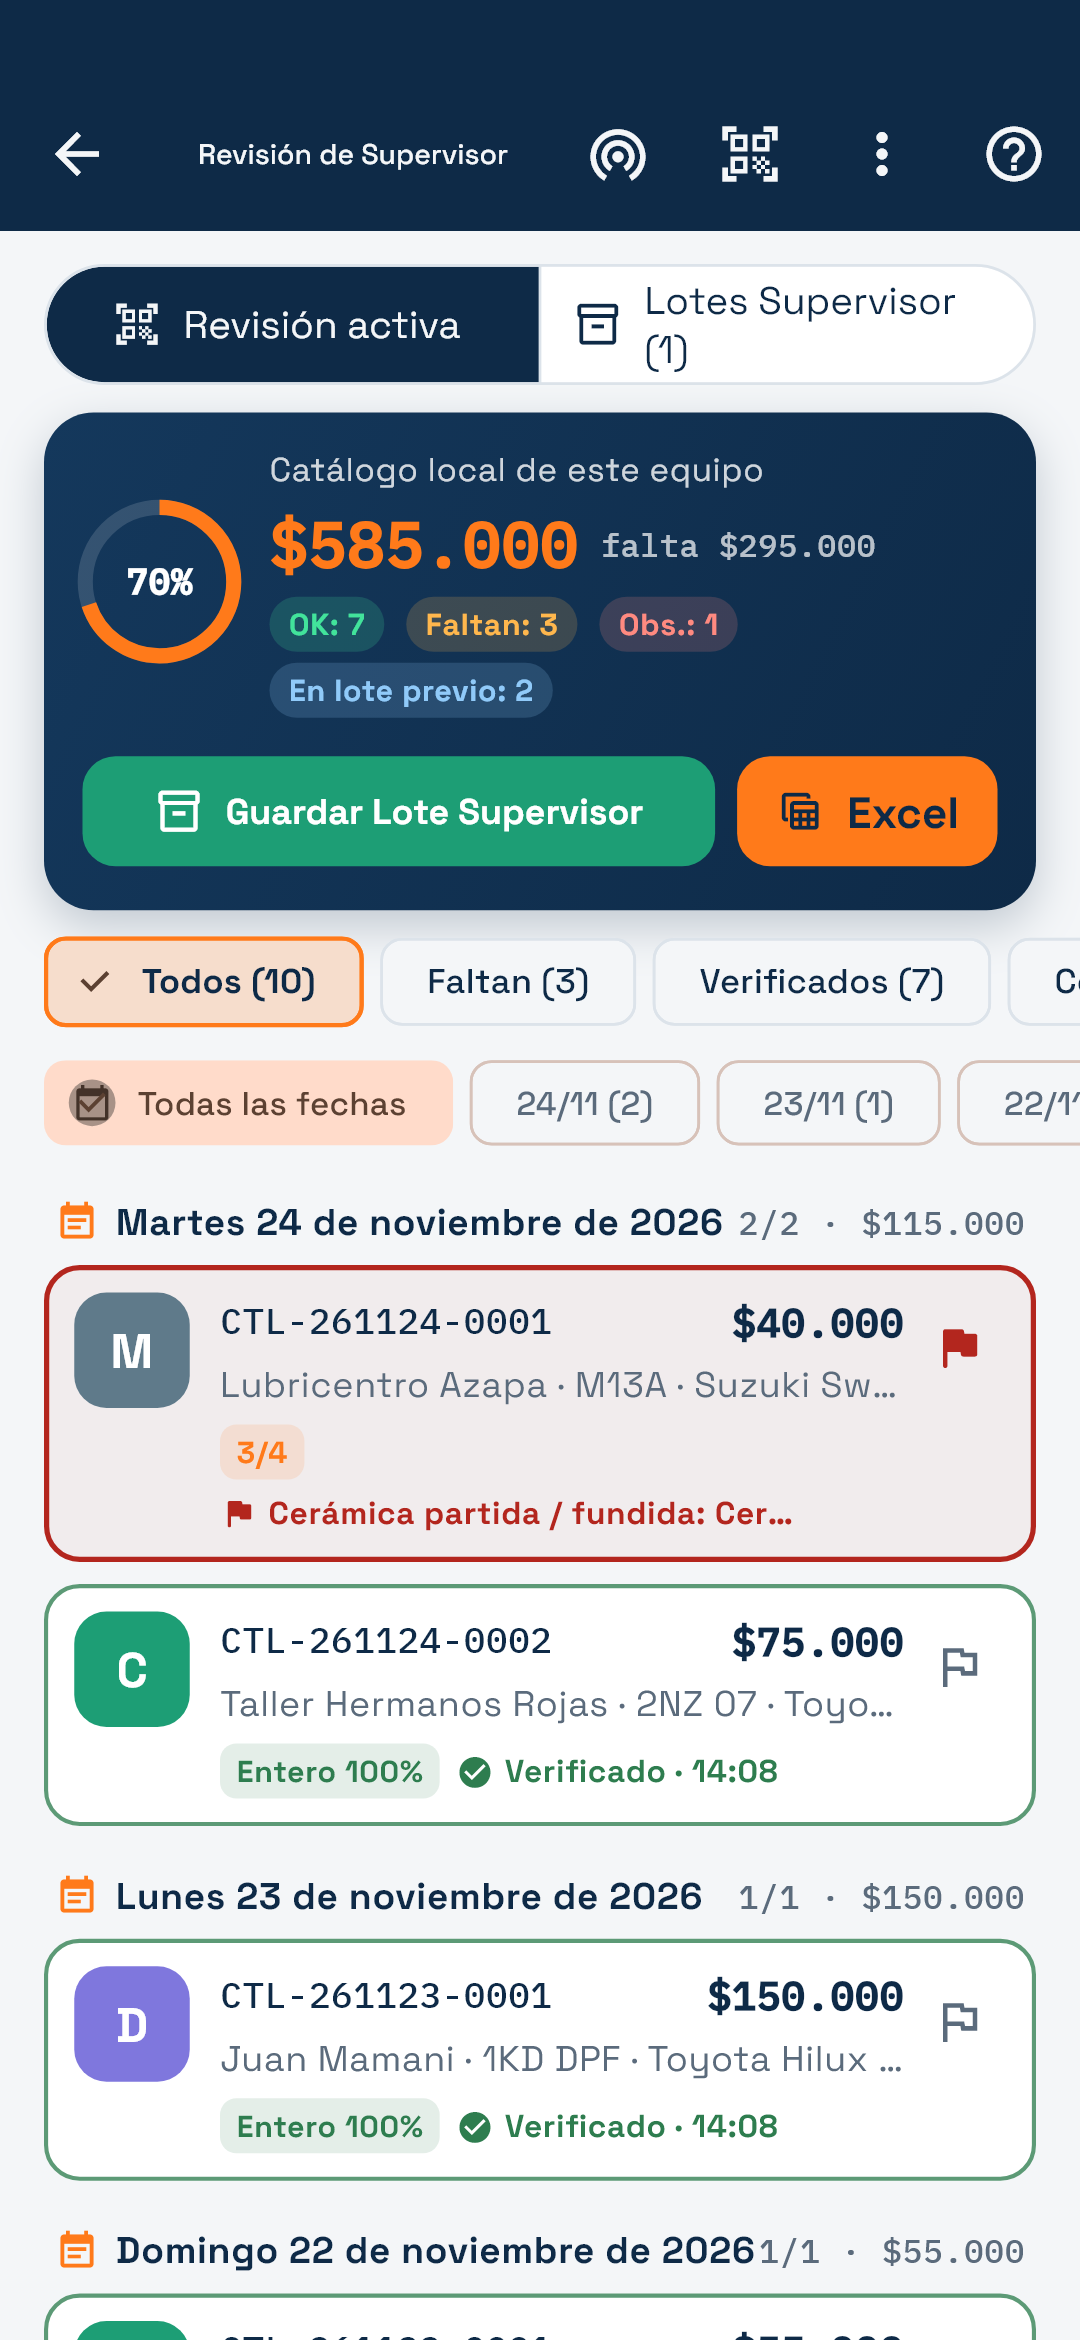 Revisión de Supervisor
Revisión activa
Lotes Supervisor
(1)
Catálogo local de este equipo
70%
$585.000 falta $295.000
OK: 7 Faltan: 3 Obs.: 1
En lote previo: 2
Guardar Lote Supervisor
Excel
Todos (10) Faltan (3) Verificados (7)
Todas las fechas 24/11 (2) 23/11 (1)
Martes 24 de noviembre de 2026 2/2 · $115.000
M
CTL-261124-0001 $40.000
Lubricentro Azapa · M13A · Suzuki Sw...
3/4
Cerámica partida / fundida: Cer...
C
CTL-261124-0002 $75.000
Taller Hermanos Rojas · 2NZ 07 · Toyo...
Entero 100% Verificado · 14:08
Lunes 23 de noviembre de 2026 1/1 · $150.000
D
CTL-261123-0001 $150.000
Juan Mamani · 1KD DPF · Toyota Hilux ...
Entero 100% Verificado · 14:08
Domingo 22 de noviembre de 2026 1/1 · $55.000